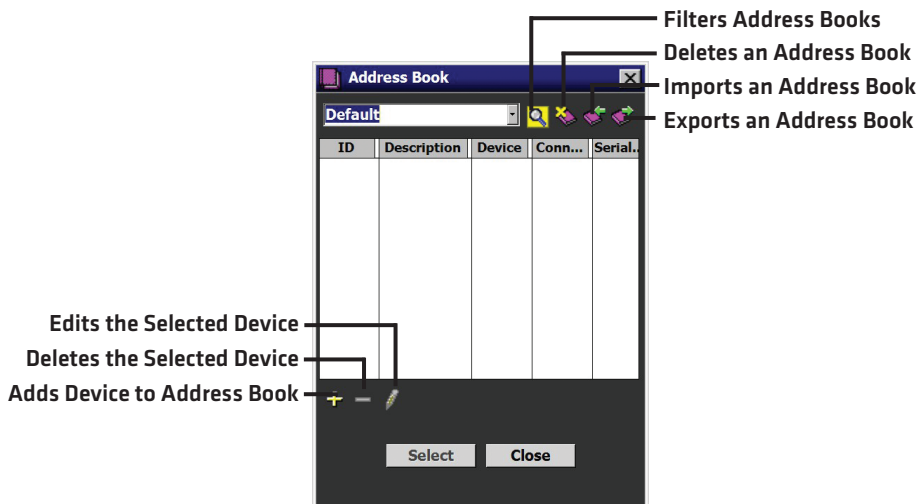 Filters Address Books
Deletes an Address Book
Address Book
Imports an Address Book
Default
Exports an Address Book
ID Description Device Conn... Serial..
Edits the Selected Device
Deletes the Selected Device
Adds Device to Address Book
Select Close